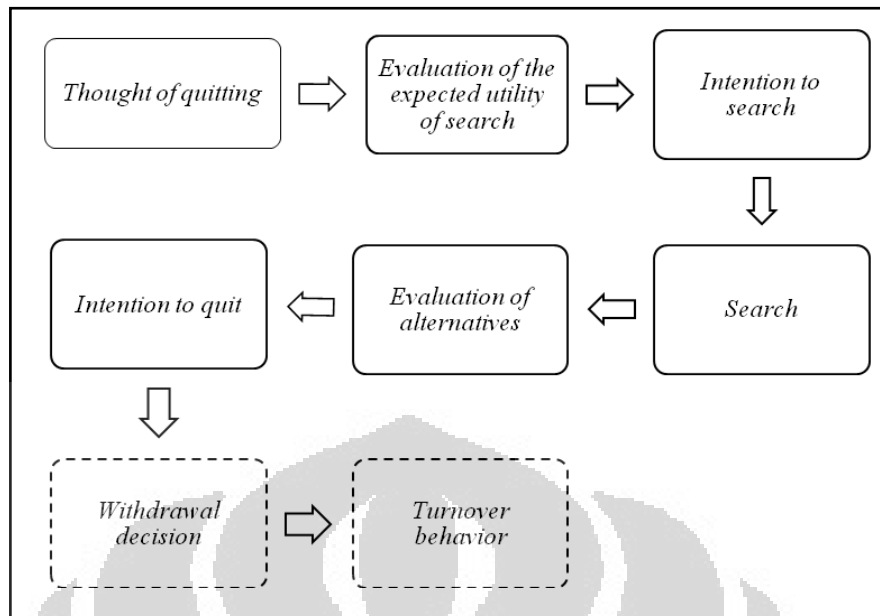 Thought of quitting
Evaluation of the
expected utility
of search
Intention to
search
Search
Evaluation of
alternatives
Intention to quit
Withdrawal
decision
Turnover
behavior